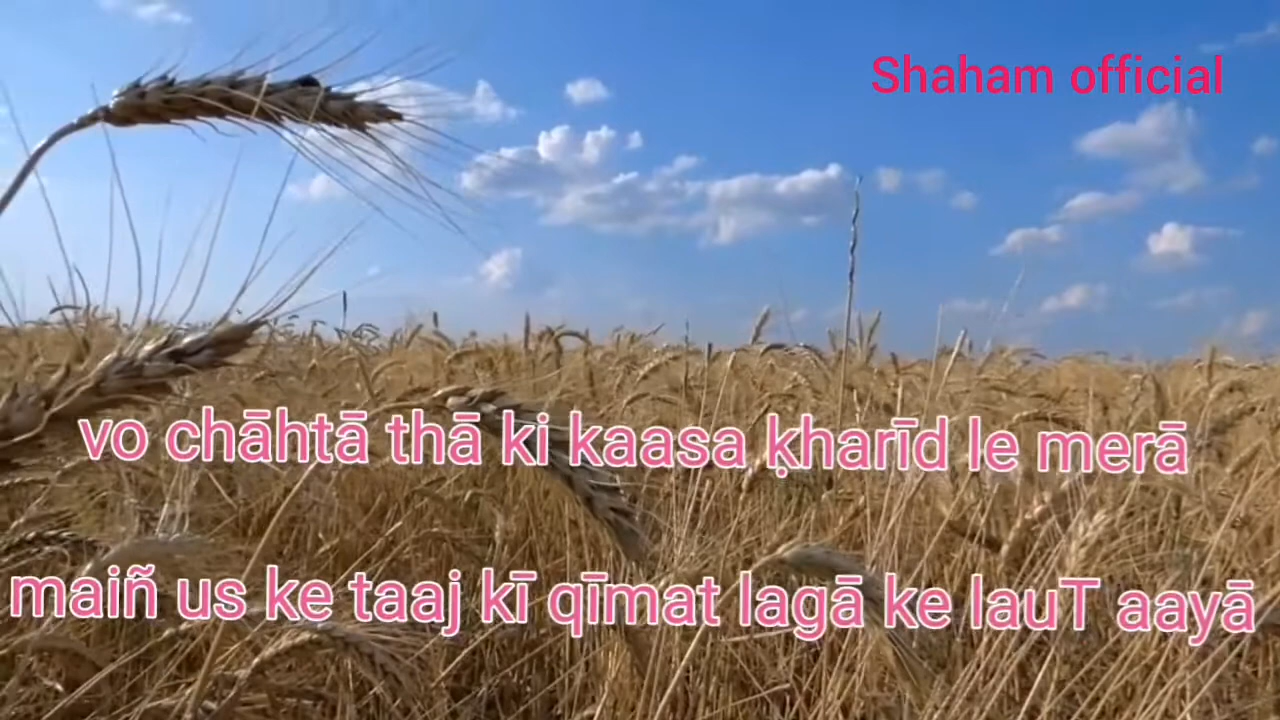 Shaham official
vo chāhtā thā ki kaasa ḳharīd le merā
maiñ us ke taaj kī qīmat lagā ke lauT aayā